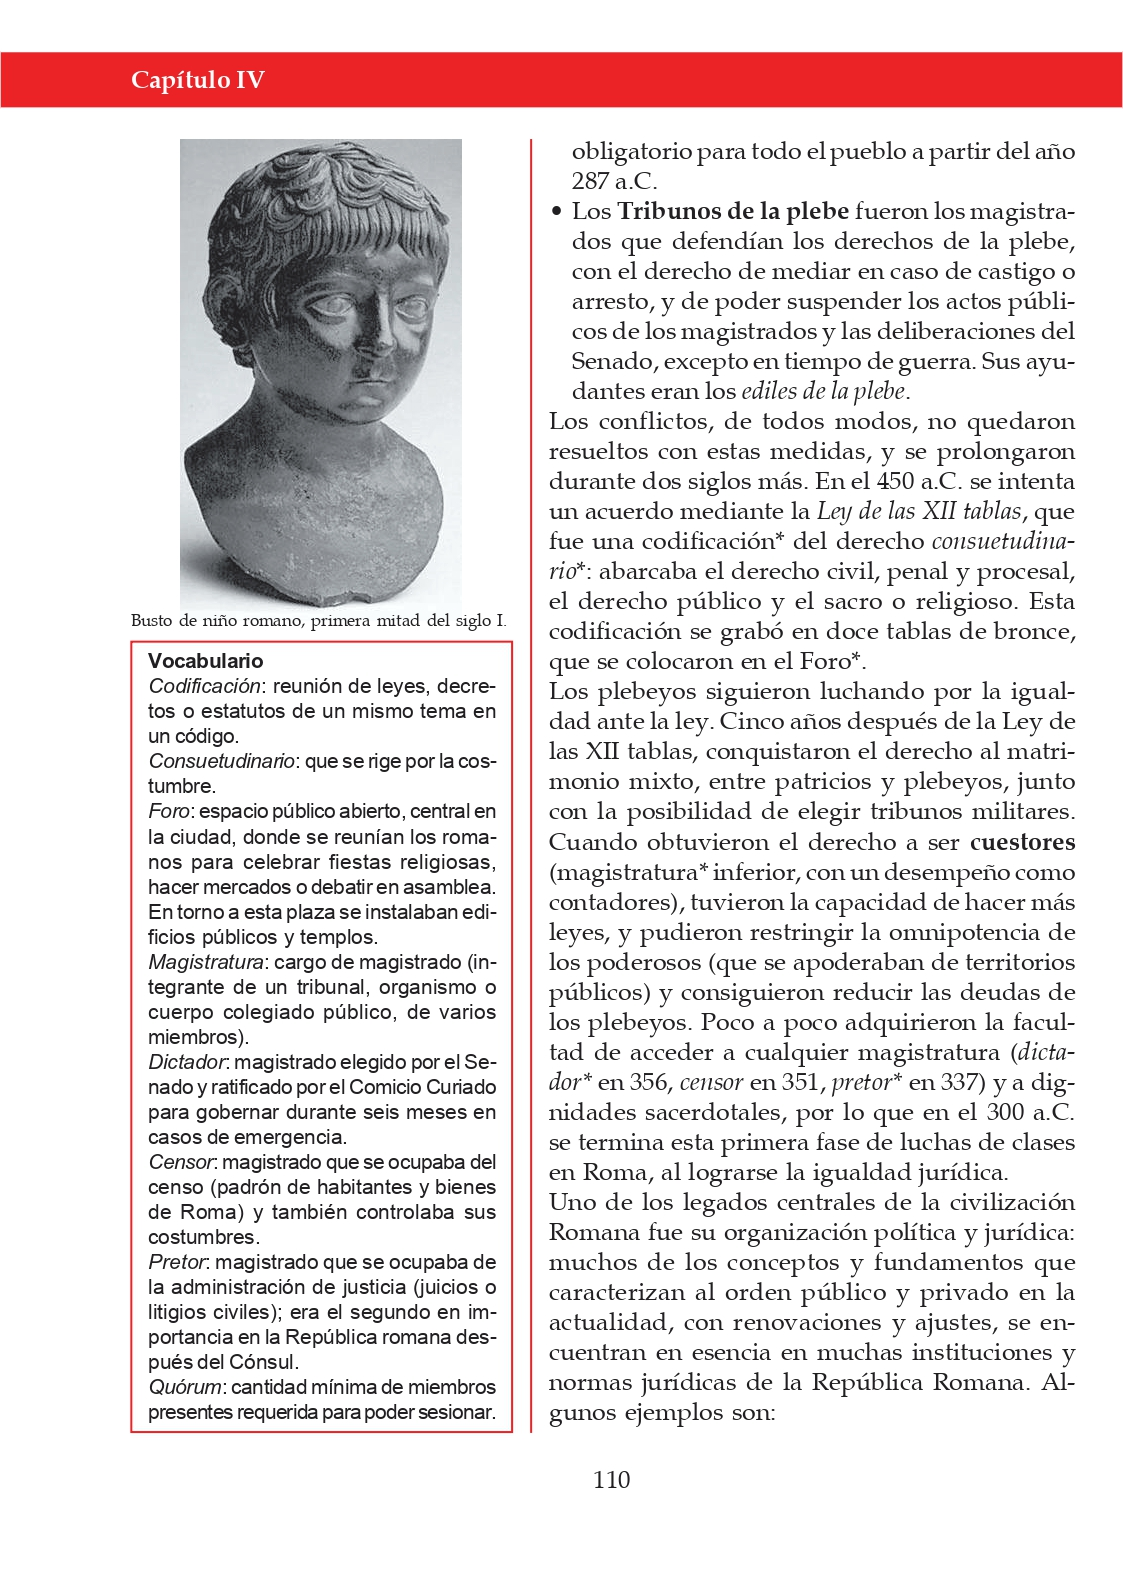 Capítulo IV
Busto de niño romano, primera mitad del siglo I.
Vocabulario
Codificación: reunión de leyes, decre-
tos o estatutos de un mismo tema en
un código.
Consuetudinario: que se rige por la cos-
tumbre.
Foro: espacio público abierto, central en
la ciudad, donde se reunían los roma-
nos para celebrar fiestas religiosas,
hacer mercados o debatir en asamblea.
En torno a esta plaza se instalaban edi-
ficios públicos y templos.
Magistratura: cargo de magistrado (in-
tegrante de un tribunal, organismo o
cuerpo colegiado público, de varios
miembros).
Dictador: magistrado elegido por el Se-
nado y ratificado por el Comicio Curiado
para gobernar durante seis meses en
casos de emergencia.
Censor: magistrado que se ocupaba del
censo (padrón de habitantes y bienes
de Roma) y también controlaba sus
costumbres.
Pretor: magistrado que se ocupaba de
la administración de justicia (juicios o
litigios civiles); era el segundo en im-
portancia en la República romana des-
pués del Cónsul.
Quórum: cantidad mínima de miembros
presentes requerida para poder sesionar.
obligatorio para todo el pueblo a partir del año
287 a.C.
• Los Tribunos de la plebe fueron los magistra-
dos que defendían los derechos de la plebe,
con el derecho de mediar en caso de castigo o
arresto, y de poder suspender los actos públi-
cos de los magistrados y las deliberaciones del
Senado, excepto en tiempo de guerra. Sus ayu-
dantes eran los ediles de la plebe.
Los conflictos, de todos modos, no quedaron
resueltos con estas medidas, y se prolongaron
durante dos siglos más. En el 450 a.C. se intenta
un acuerdo mediante la Ley de las XII tablas, que
fue una codificación* del derecho consuetudina-
rio*: abarcaba el derecho civil, penal y procesal,
el derecho público y el sacro o religioso. Esta
codificación se grabó en doce tablas de bronce,
que se colocaron en el Foro*.
Los plebeyos siguieron luchando por la igual-
dad ante la ley. Cinco años después de la Ley de
las XII tablas, conquistaron el derecho al matri-
monio mixto, entre patricios y plebeyos, junto
con la posibilidad de elegir tribunos militares.
Cuando obtuvieron el derecho a ser cuestores
(magistratura* inferior, con un desempeño como
contadores), tuvieron la capacidad de hacer más
leyes, y pudieron restringir la omnipotencia de
los poderosos (que se apoderaban de territorios
públicos) y consiguieron reducir las deudas de
los plebeyos. Poco a poco adquirieron la facul-
tad de acceder a cualquier magistratura (dicta-
dor* en 356, censor en 351, pretor* en 337) y a dig-
nidades sacerdotales, por lo que en el 300 a.C.
se termina esta primera fase de luchas de clases
en Roma, al lograrse la igualdad jurídica.
Uno de los legados centrales de la civilización
Romana fue su organización política y jurídica:
muchos de los conceptos y fundamentos que
caracterizan al orden público y privado en la
actualidad, con renovaciones y ajustes, se en-
cuentran en esencia en muchas instituciones y
normas jurídicas de la República Romana. Al-
gunos ejemplos son:
110